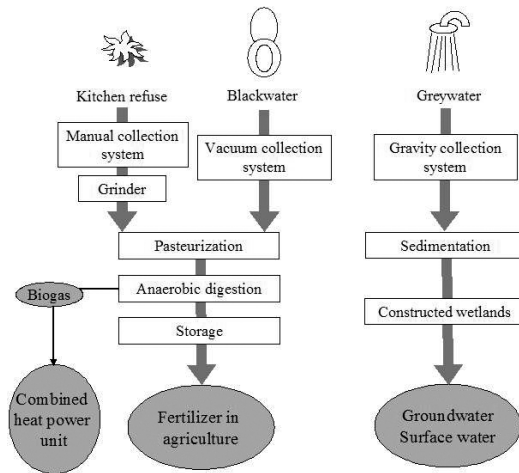 Kitchen refuse
Blackwater
Greywater
Manual collection
system
Vacuum collection
system
Gravity collection
system
Grinder
Pasteurization
Sedimentation
Biogas
Anaerobic digestion
Constructed wetlands
Storage
Combined
heat power
unit
Fertilizer in
agriculture
Groundwater
Surface water